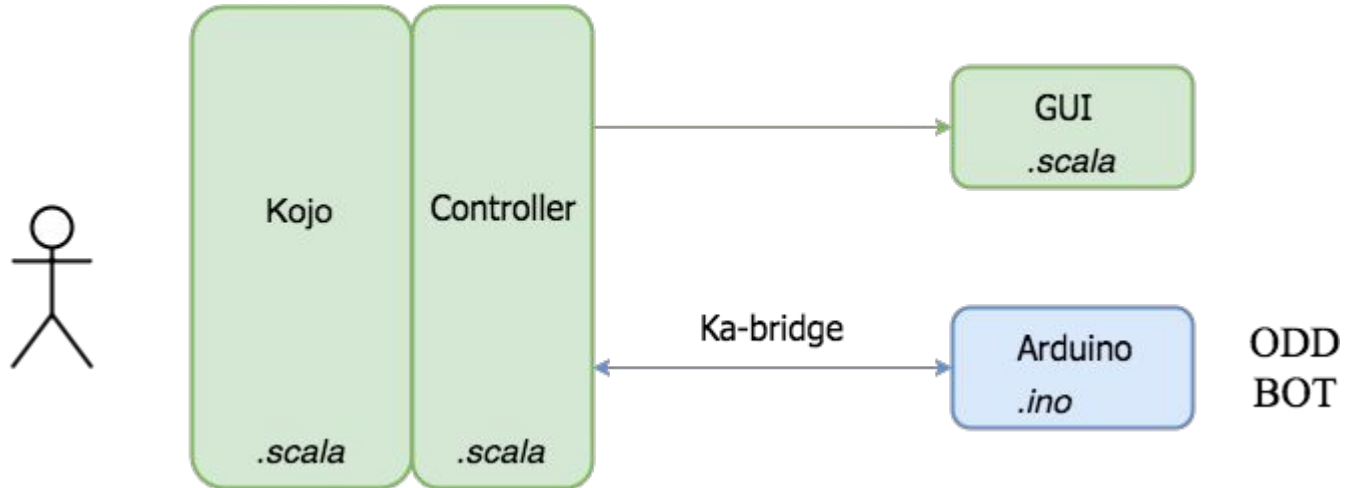 Kojo
.scala
Controller
.scala
GUI
.scala
Ka-bridge
Arduino
.ino
ODD
BOT